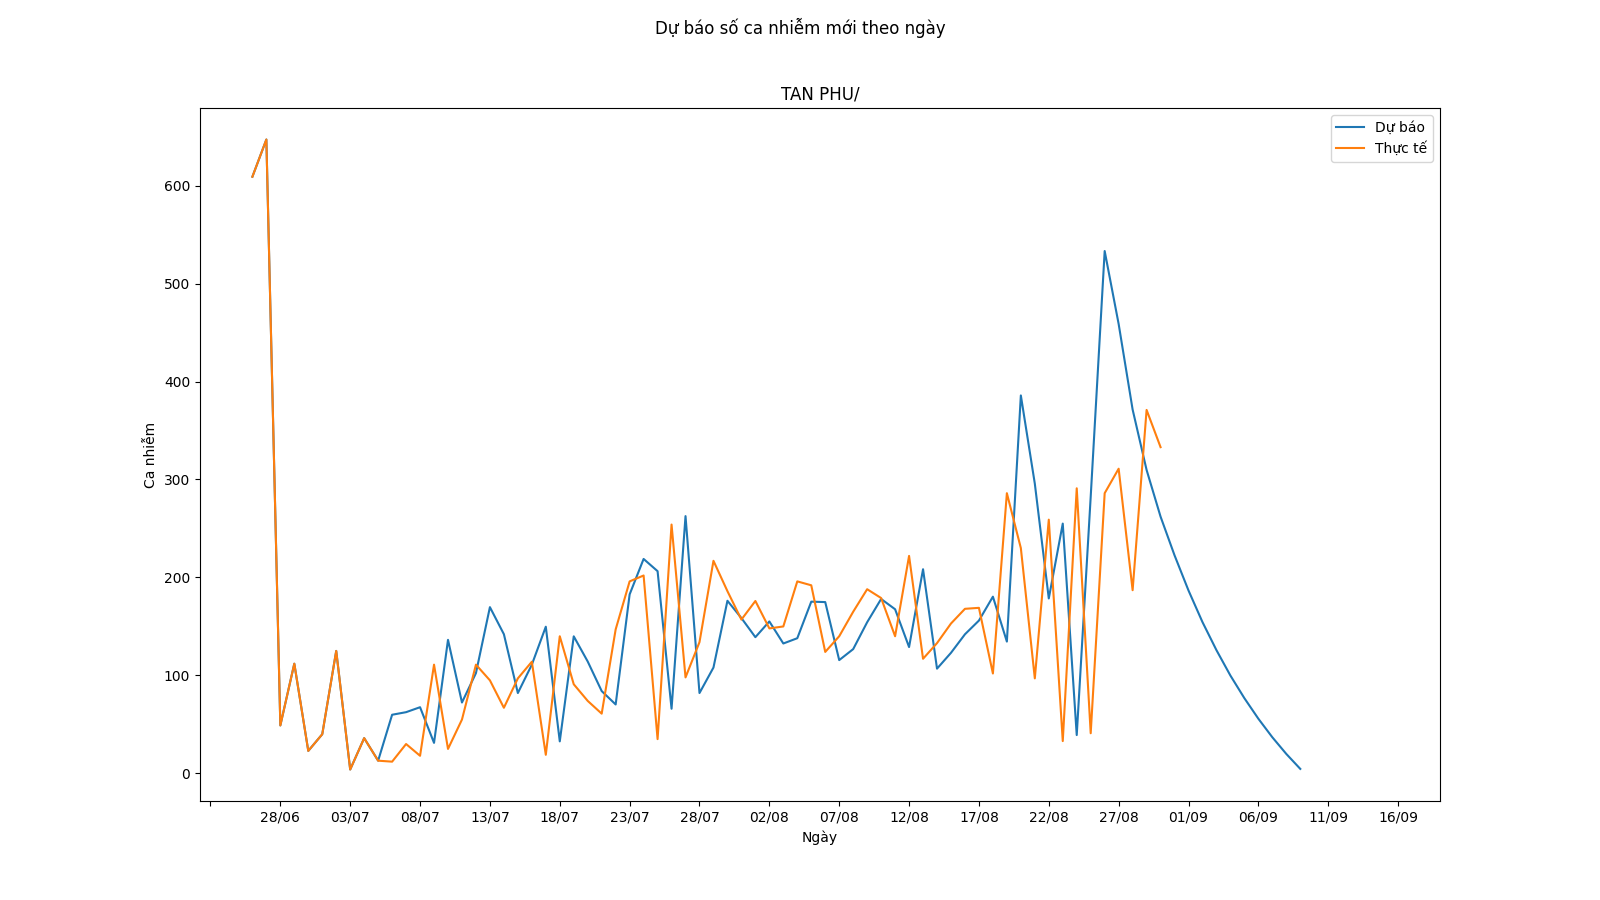 Dự báo số ca nhiễm mới theo ngày
TAN PHU/
Dự báo
Thực tế
600
500
400
300
200
100
0
Ca nhiễm
28/06 03/07 08/07 13/07 18/07 23/07 28/07 02/08 07/08 12/08 17/08 22/08 27/08 01/09 06/09 11/09 16/09
Ngày